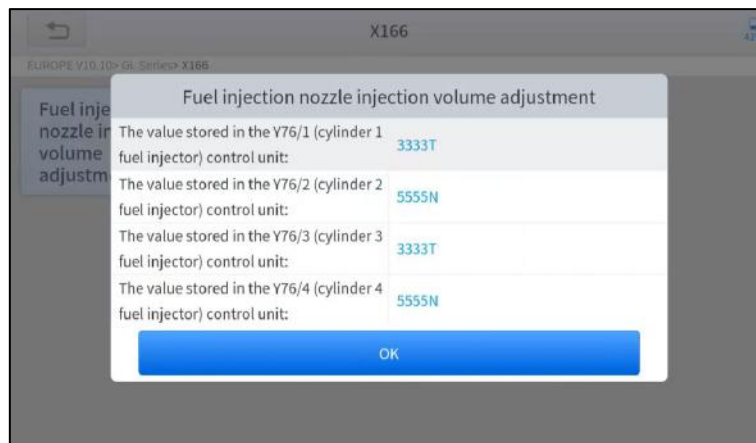 X166
EUROPE V10.10> GL Series> X166
Fuel inje
nozzle in
volume
adjustm
Fuel injection nozzle injection volume adjustment
The value stored in the Y76/1 (cylinder 1
fuel injector) control unit:
3333T
The value stored in the Y76/2 (cylinder 2
fuel injector) control unit:
5555N
The value stored in the Y76/3 (cylinder 3
fuel injector) control unit:
3333T
The value stored in the Y76/4 (cylinder 4
fuel injector) control unit:
5555N
OK